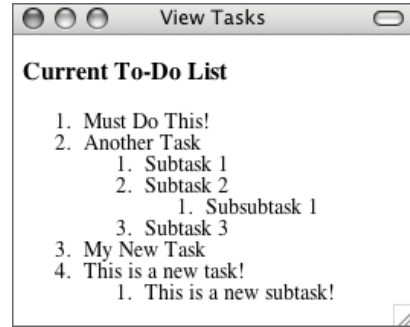 View Tasks
Current To-Do List
1. Must Do This!
2. Another Task
1. Subtask 1
2. Subtask 2
1. Subsubtask 1
3. Subtask 3
3. My New Task
4. This is a new task!
1. This is a new subtask!